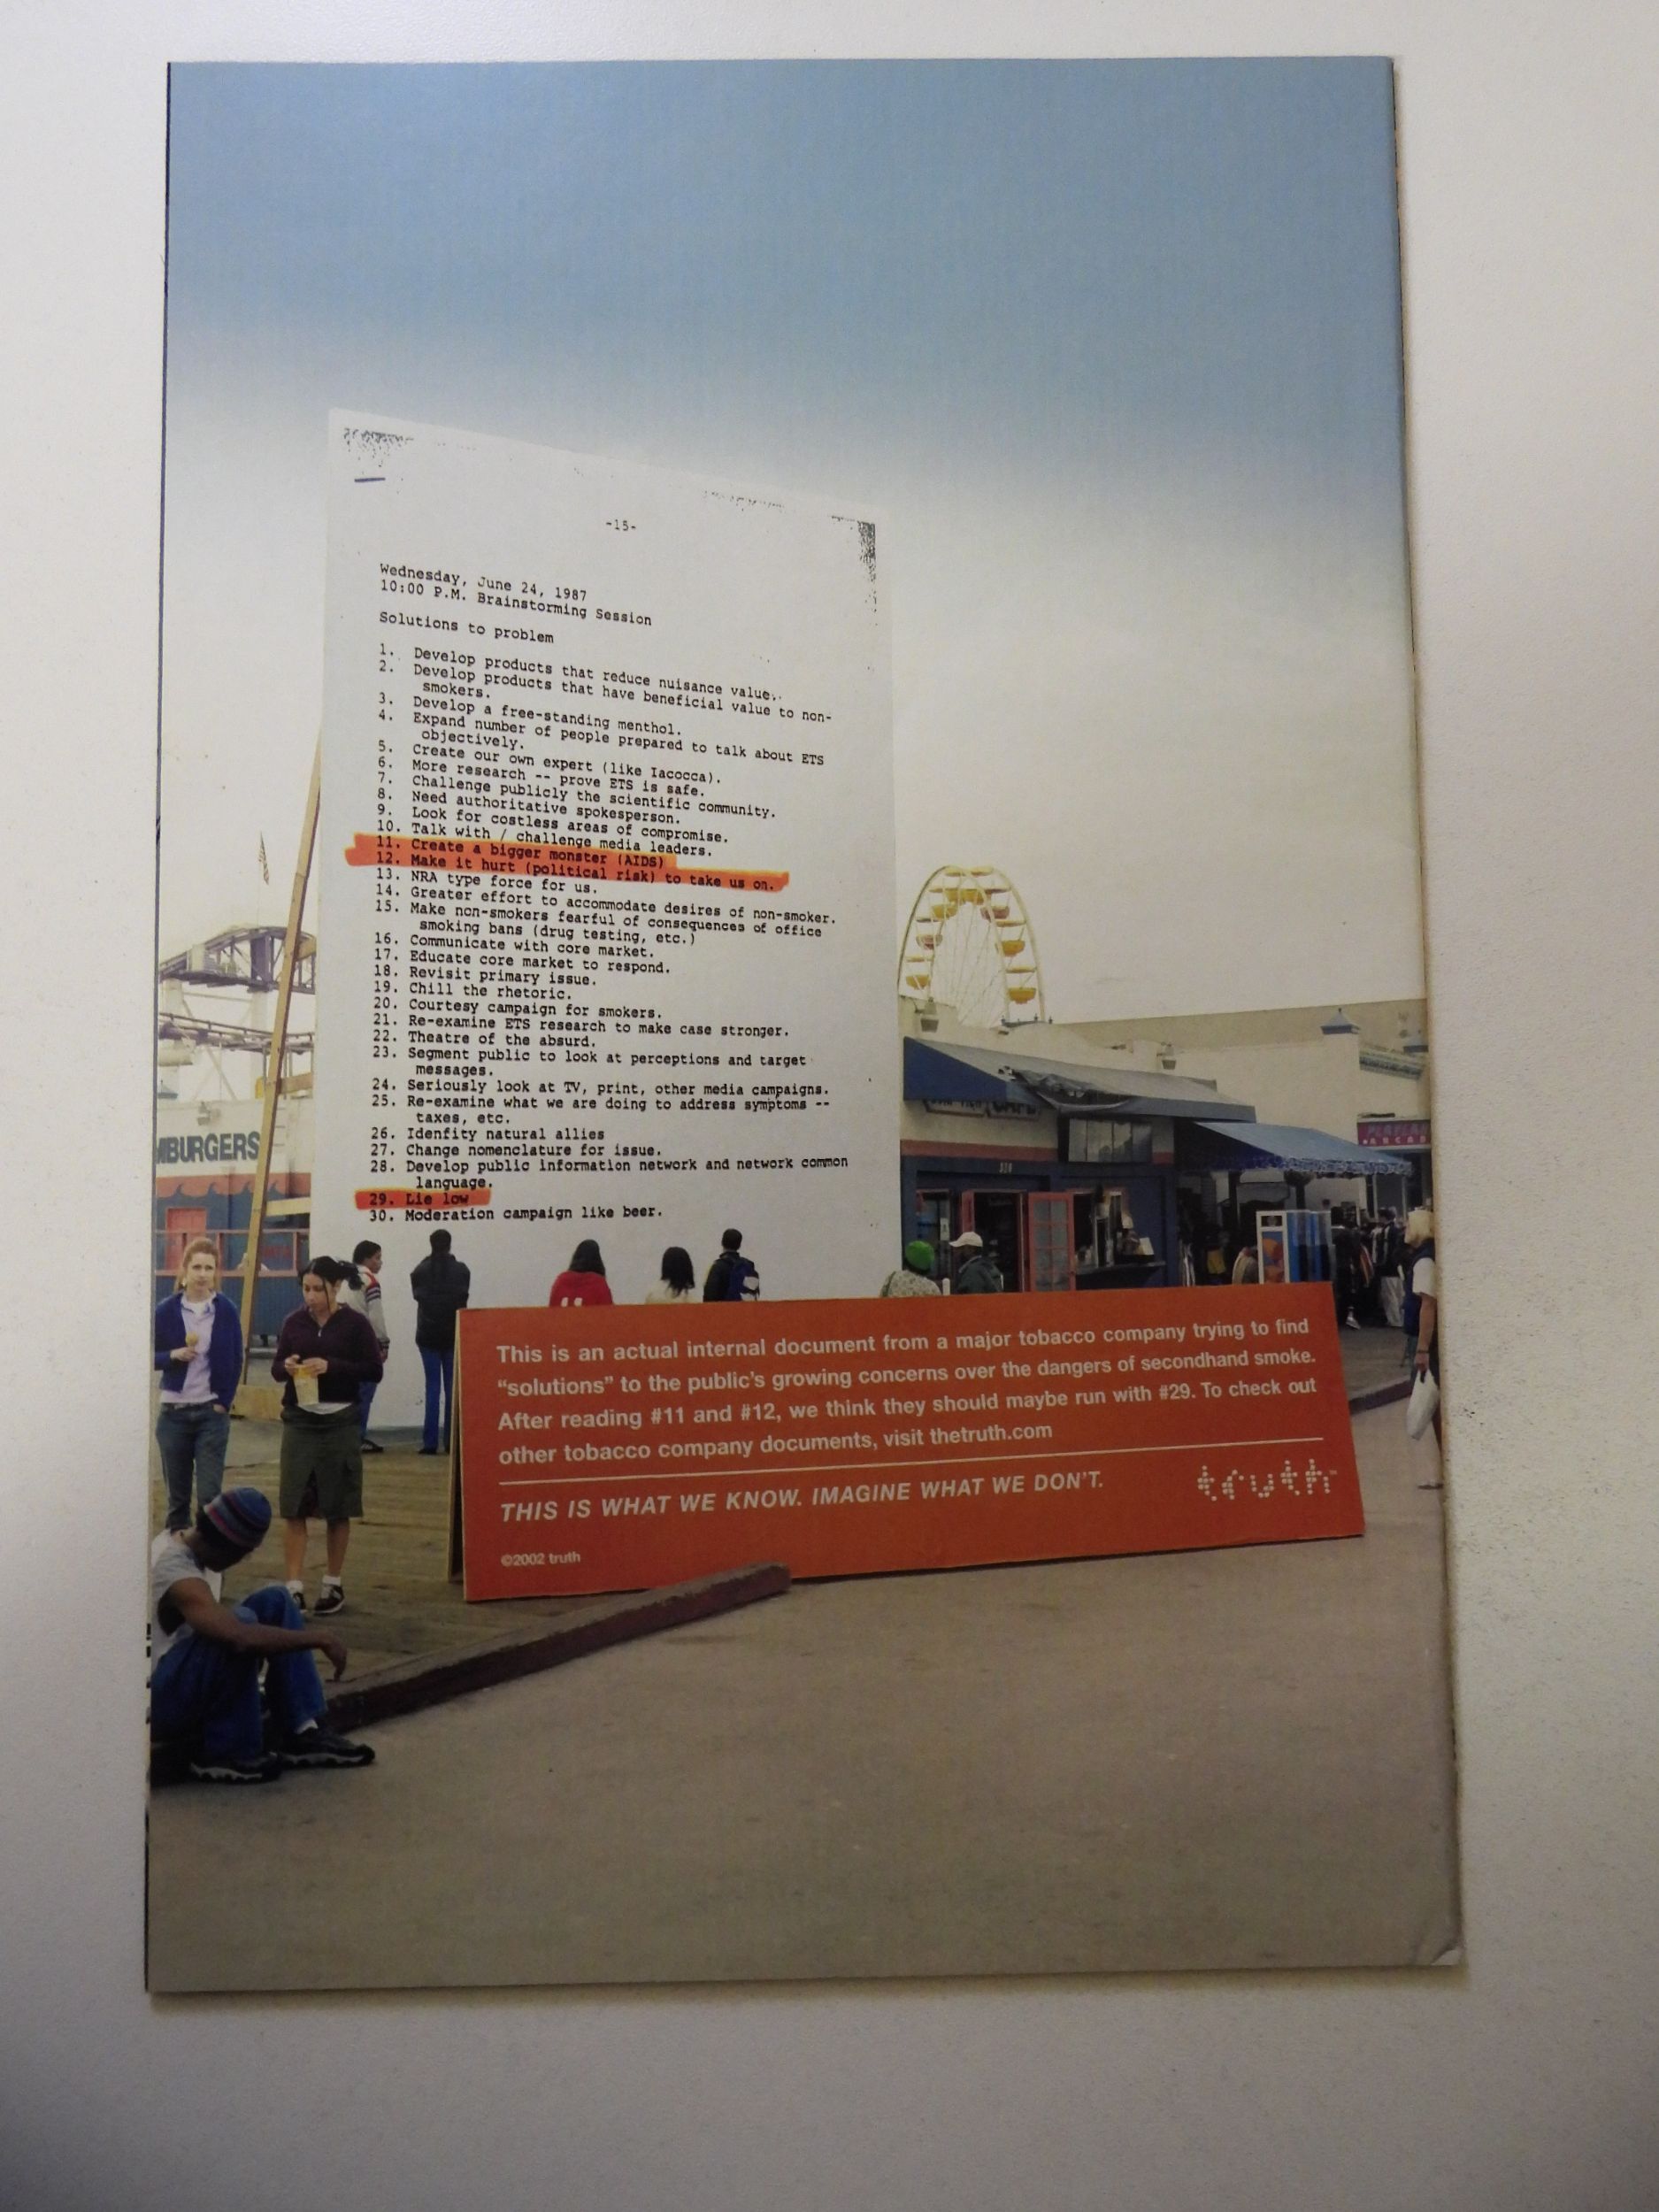 -15-
Wednesday, June 24, 1987
10:00 P.M. Brainstorming Session
Solutions to problem
1. Develop products that reduce nuisance value.
2. Develop products that have beneficial value to non-
smokers.
3. Develop a free-standing menthol.
4. Expand number of people prepared to talk about ETS
objectively.
5. Create our own expert (like Iacocca).
6. More research -- prove ETS is safe.
7. Challenge publicly the scientific community.
8. Need authoritative spokesperson.
9. Look for costless areas of compromise.
10. Talk with / challenge media leaders.
11. Create a bigger monster (AIDS)
12. Make it hurt (political risk) to take us on.
13. NRA type force for us.
14. Greater effort to accommodate desires of non-smoker.
15. Make non-smokers fearful of consequences of office
smoking bans (drug testing, etc.)
16. Communicate with core market.
17. Educate core market to respond.
18. Revisit primary issue.
19. Chill the rhetoric.
20. Courtesy campaign for smokers.
21. Re-examine ETS research to make case stronger.
22. Theatre of the absurd.
23. Segment public to look at perceptions and target
messages.
24. Seriously look at TV, print, other media campaigns.
25. Re-examine what we are doing to address symptoms --
taxes, etc.
26. Idenfity natural allies
27. Change nomenclature for issue.
28. Develop public information network and network common
language.
29. Lie low
30. Moderation campaign like beer.
MBURGERS
This is an actual internal document from a major tobacco company trying to find
"solutions" to the public's growing concerns over the dangers of secondhand smoke.
After reading #11 and #12, we think they should maybe run with #29. To check out
other tobacco company documents, visit thetruth.com
THIS IS WHAT WE KNOW. IMAGINE WHAT WE DON'T.
truth
©2002 truth